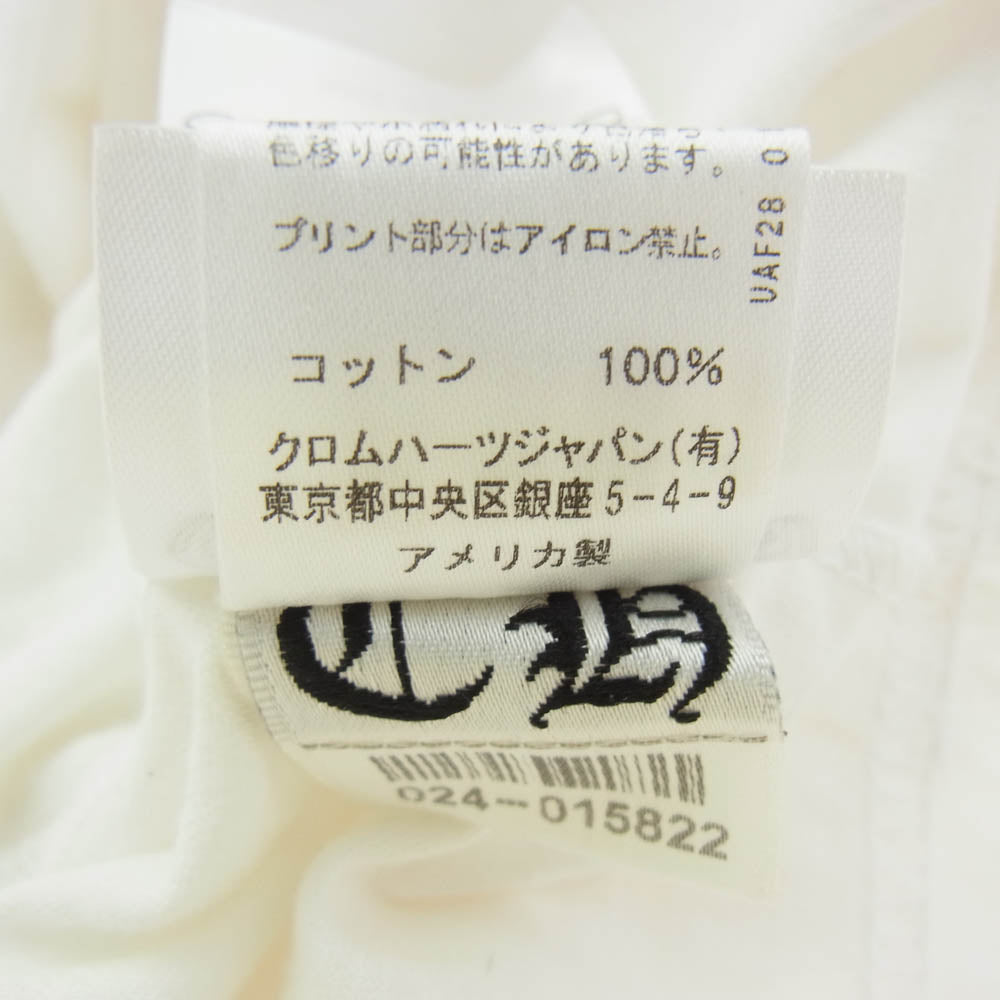 色移りの可能性があります。
プリント部分はアイロン禁止。
UAF28 0
コットン 100%
クロムハーツジャパン(有)
東京都中央区銀座5-4-9
アメリカ製
CH
024-015822